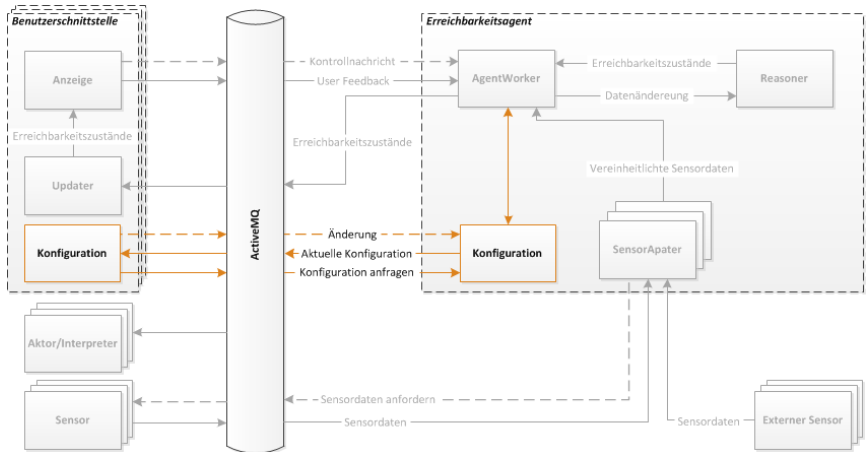 Benutzerschnittstelle
Erreichbarkeitsagent
Kontrollnachricht
Anzeige
User Feedback
AgentWorker
Erreichbarkeitszustände
Reasoner
Datenändereung
Erreichbarkeitszustände
Erreichbarkeitszustände
Updater
Vereinheitlichte Sensordaten
ActiveMQ
Änderung
Konfiguration
Aktuelle Konfiguration
Konfiguration
SensorApater
Konfiguration anfragen
Aktor/Interpreter
Sensordaten anfordern
Sensor
Sensordaten
Sensordaten
Externer Sensor